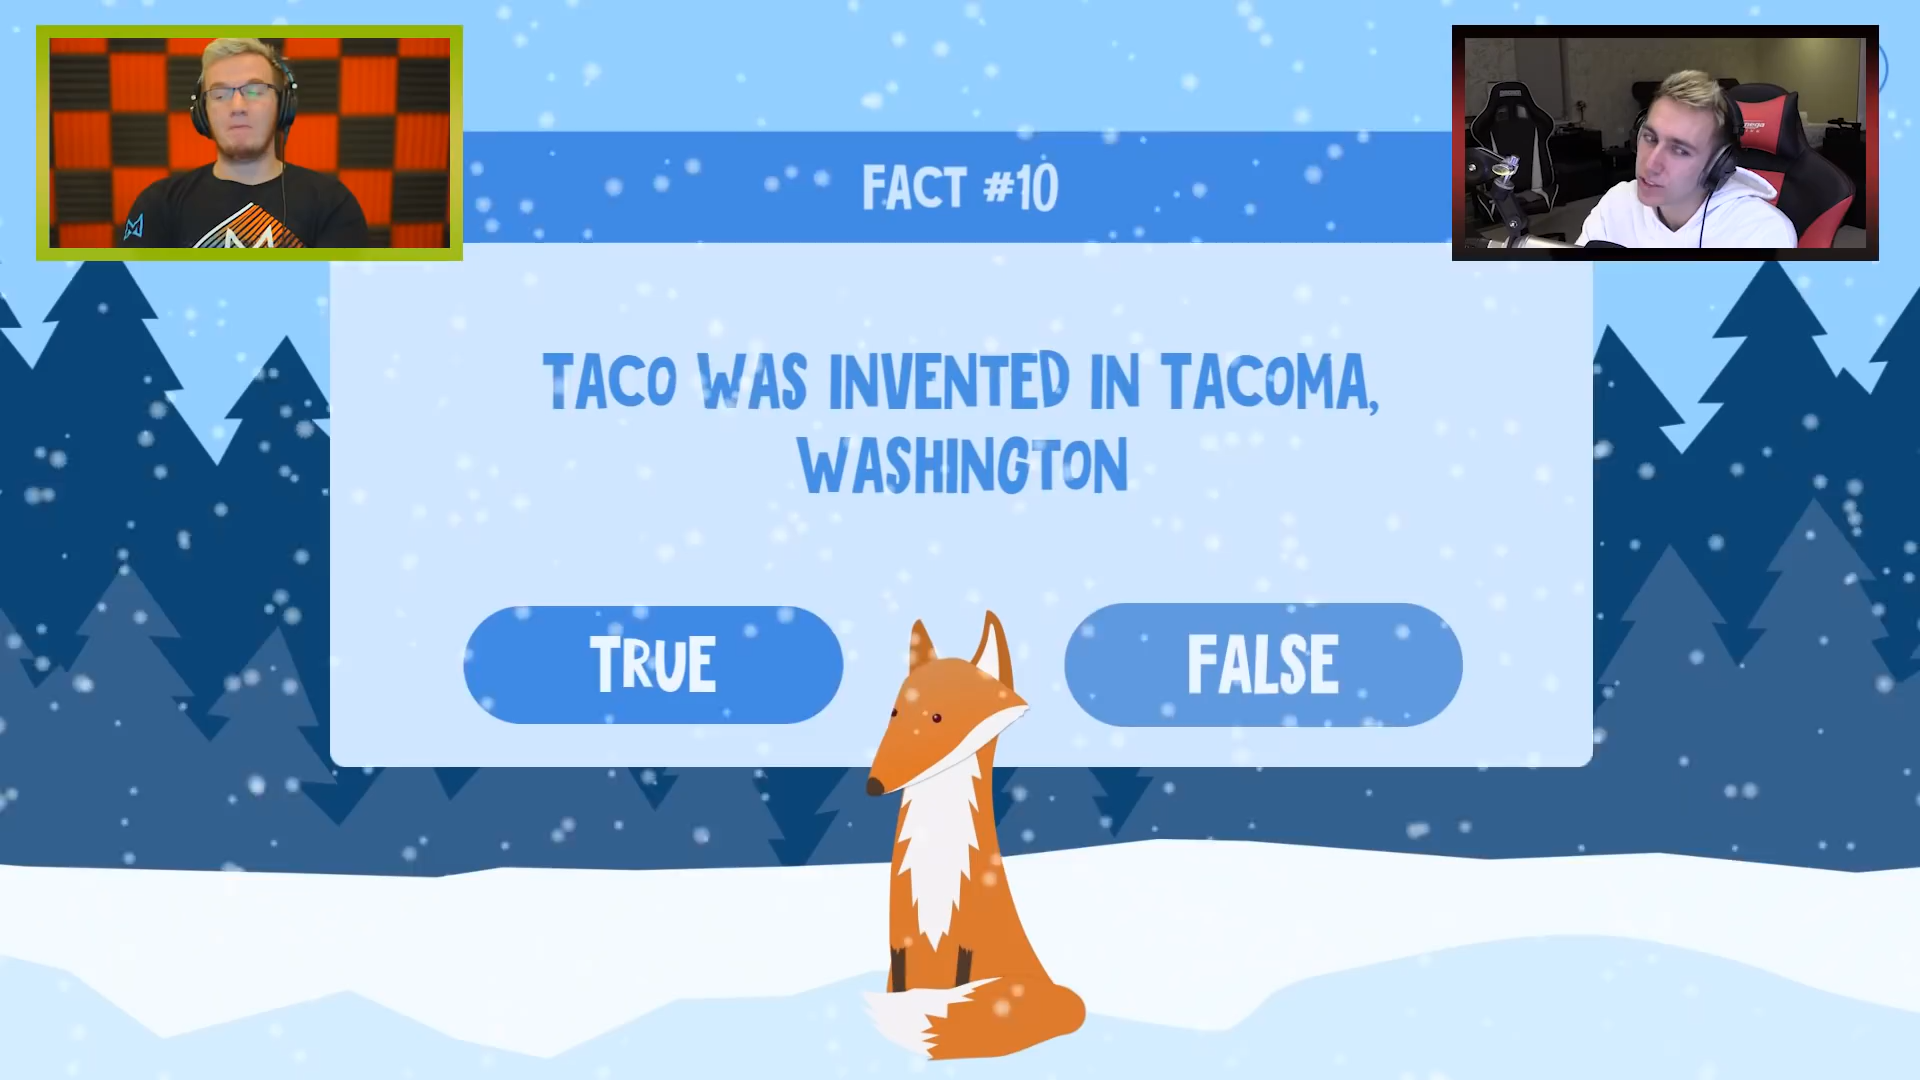 FACT #10
TACO WAS INVENTED IN TACOMA,
WASHINGTON
TRUE
FALSE